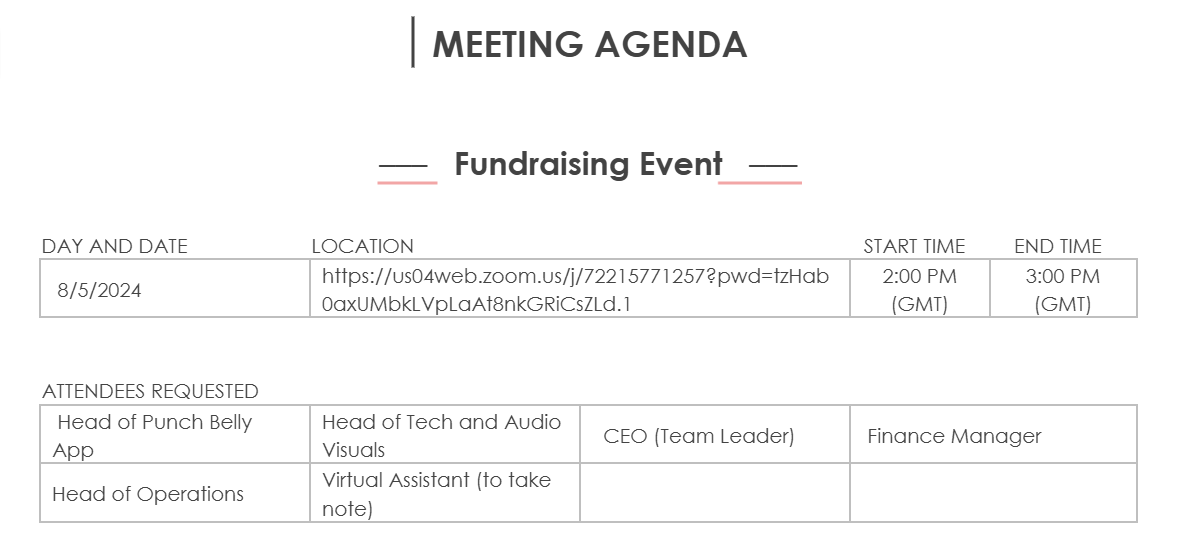 MEETING AGENDA
Fundraising Event
DAY AND DATE LOCATION START TIME END TIME
8/5/2024
https://us04web.zoom.us/j/72215771257?pwd=tzHab
0axUMbkLVpLaAt8nkGRiCsZLd.1
2:00 PM
(GMT)
3:00 PM
(GMT)
ATTENDEES REQUESTED
Head of Punch Belly
App
Head of Tech and Audio
Visuals
CEO (Team Leader)
Finance Manager
Head of Operations
Virtual Assistant (to take
note)